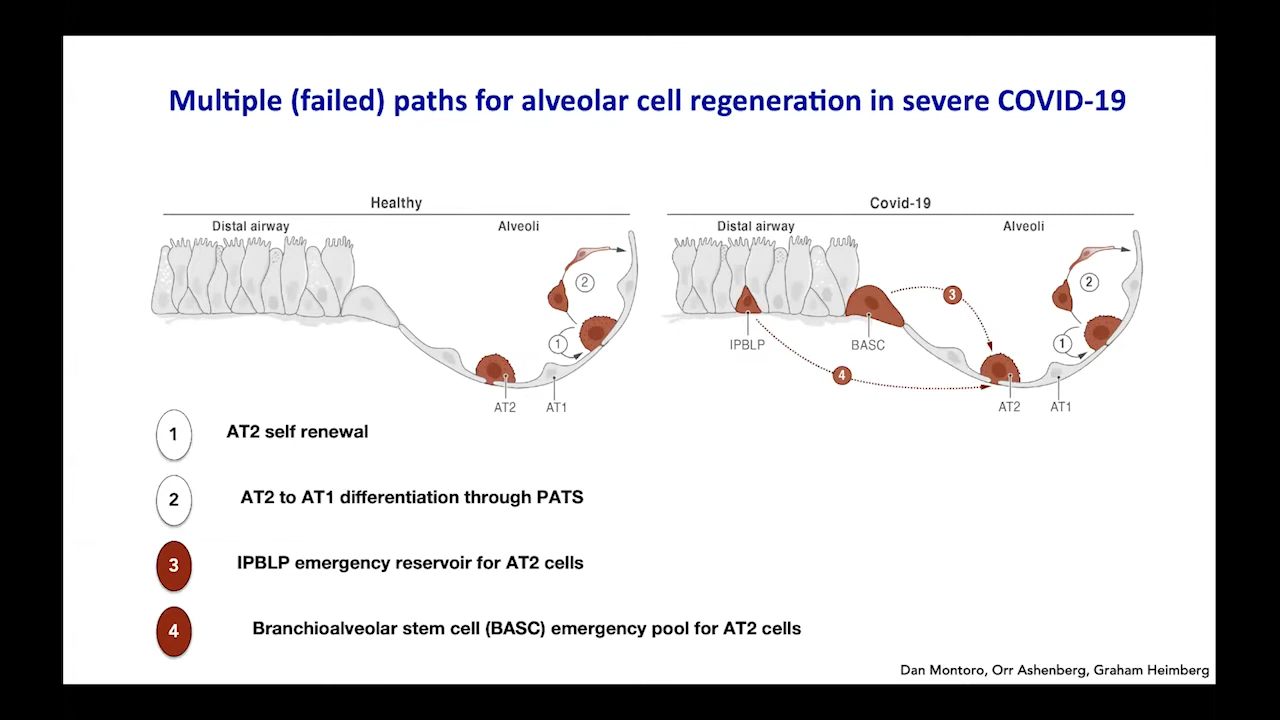 Multiple (failed) paths for alveolar cell regeneration in severe COVID-19
Healthy
Distal airway
Alveoli
2
1
AT2
AT1
Covid-19
Distal airway
Alveoli
2
3
1
IPBLP
BASC
4
AT2
AT1
1 AT2 self renewal
2 AT2 to AT1 differentiation through PATS
3 IPBLP emergency reservoir for AT2 cells
4 Branchioalveolar stem cell (BASC) emergency pool for AT2 cells
Dan Montoro, Orr Ashenberg, Graham Heimberg